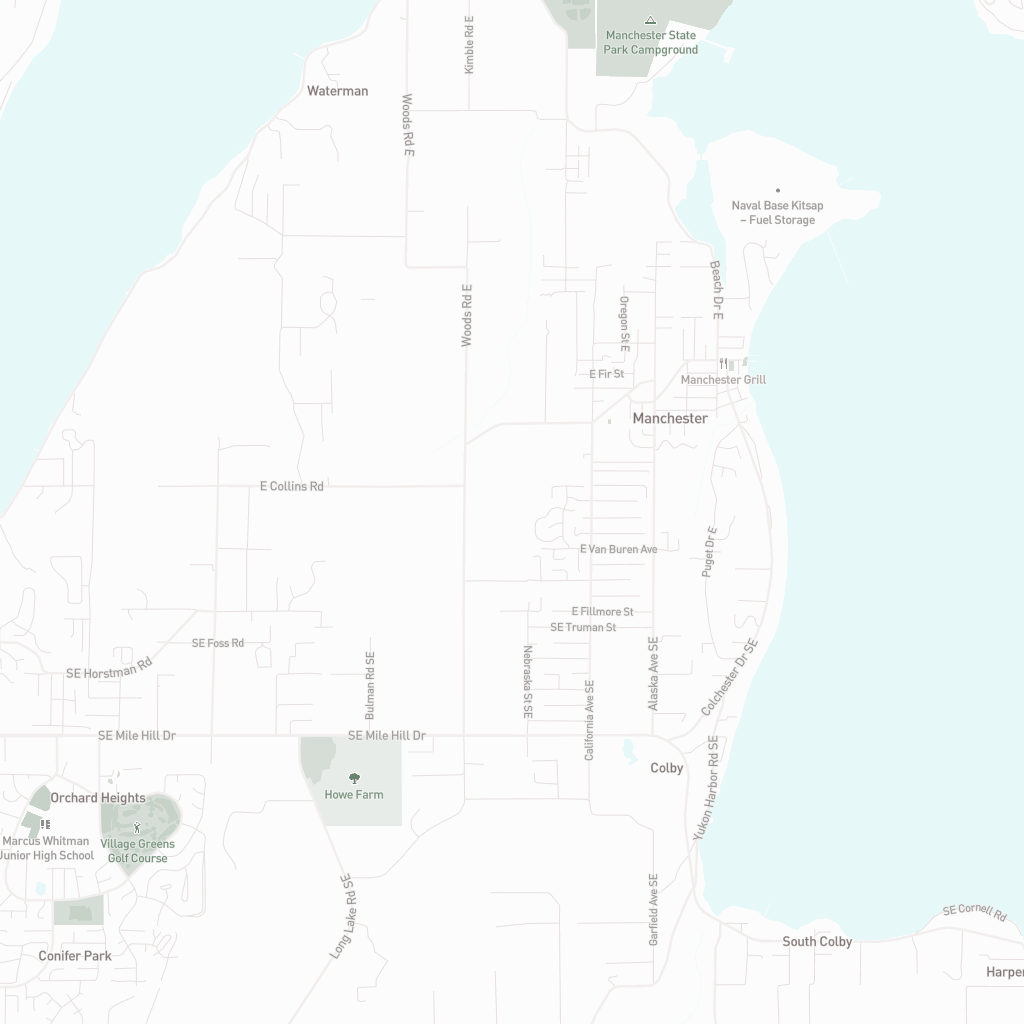 Kimble Rd E
Manchester State
Park Campground
Waterman
Woods Rd E
Naval Base Kitsap
– Fuel Storage
Beach Dr E
Oregon St E
Woods Rd E
E Fir St
Manchester Grill
Manchester
E Collins Rd
E Van Buren Ave
Puget Dr E
E Fillmore St
SE Truman St
SE Foss Rd
SE Horstman Rd
Bulman Rd SE
Nebraska St SE
Alaska Ave SE
Colchester Dr SE
California Ave SE
SE Mile Hill Dr
SE Mile Hill Dr
Colby
Yukon Harbor Rd SE
Howe Farm
Orchard Heights
Marcus Whitman
Junior High School
Village Greens
Golf Course
Long Lake Rd SE
Garfield Ave SE
SE Cornell Rd
South Colby
Conifer Park
Harper